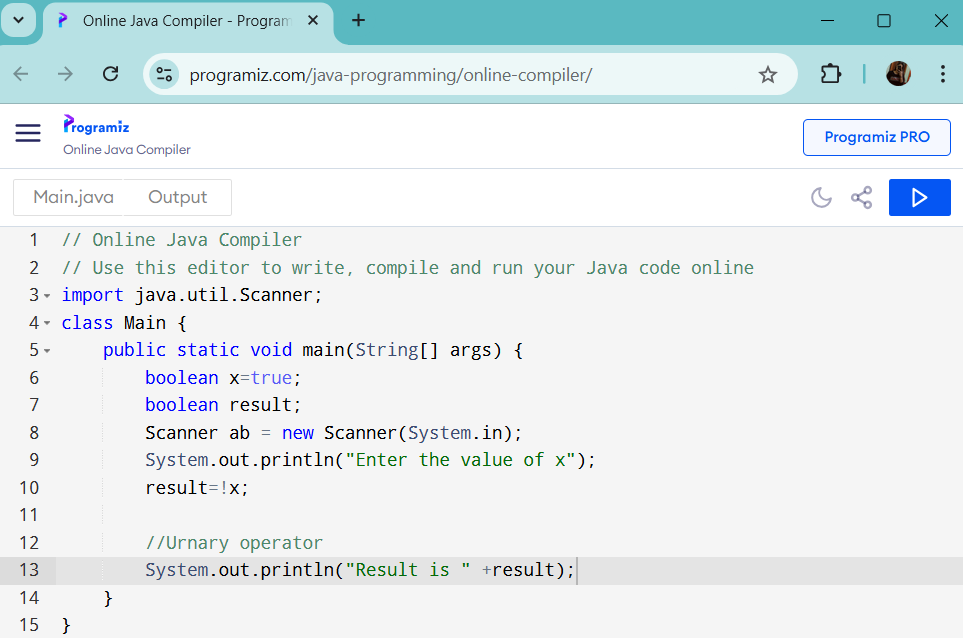 Online Java Compiler - Program
programiz.com/java-programming/online-compiler/
Programiz
Online Java Compiler
Programiz PRO
Main.java Output
1 // Online Java Compiler
2 // Use this editor to write, compile and run your Java code online
3 import java.util.Scanner;
4 class Main {
5 public static void main(String[] args) {
6 boolean x=true;
7 boolean result;
8 Scanner ab = new Scanner(System.in);
9 System.out.println("Enter the value of x");
10 result=!x;
11
12 //Urnary operator
13 System.out.println("Result is " +result);
14 }
15 }